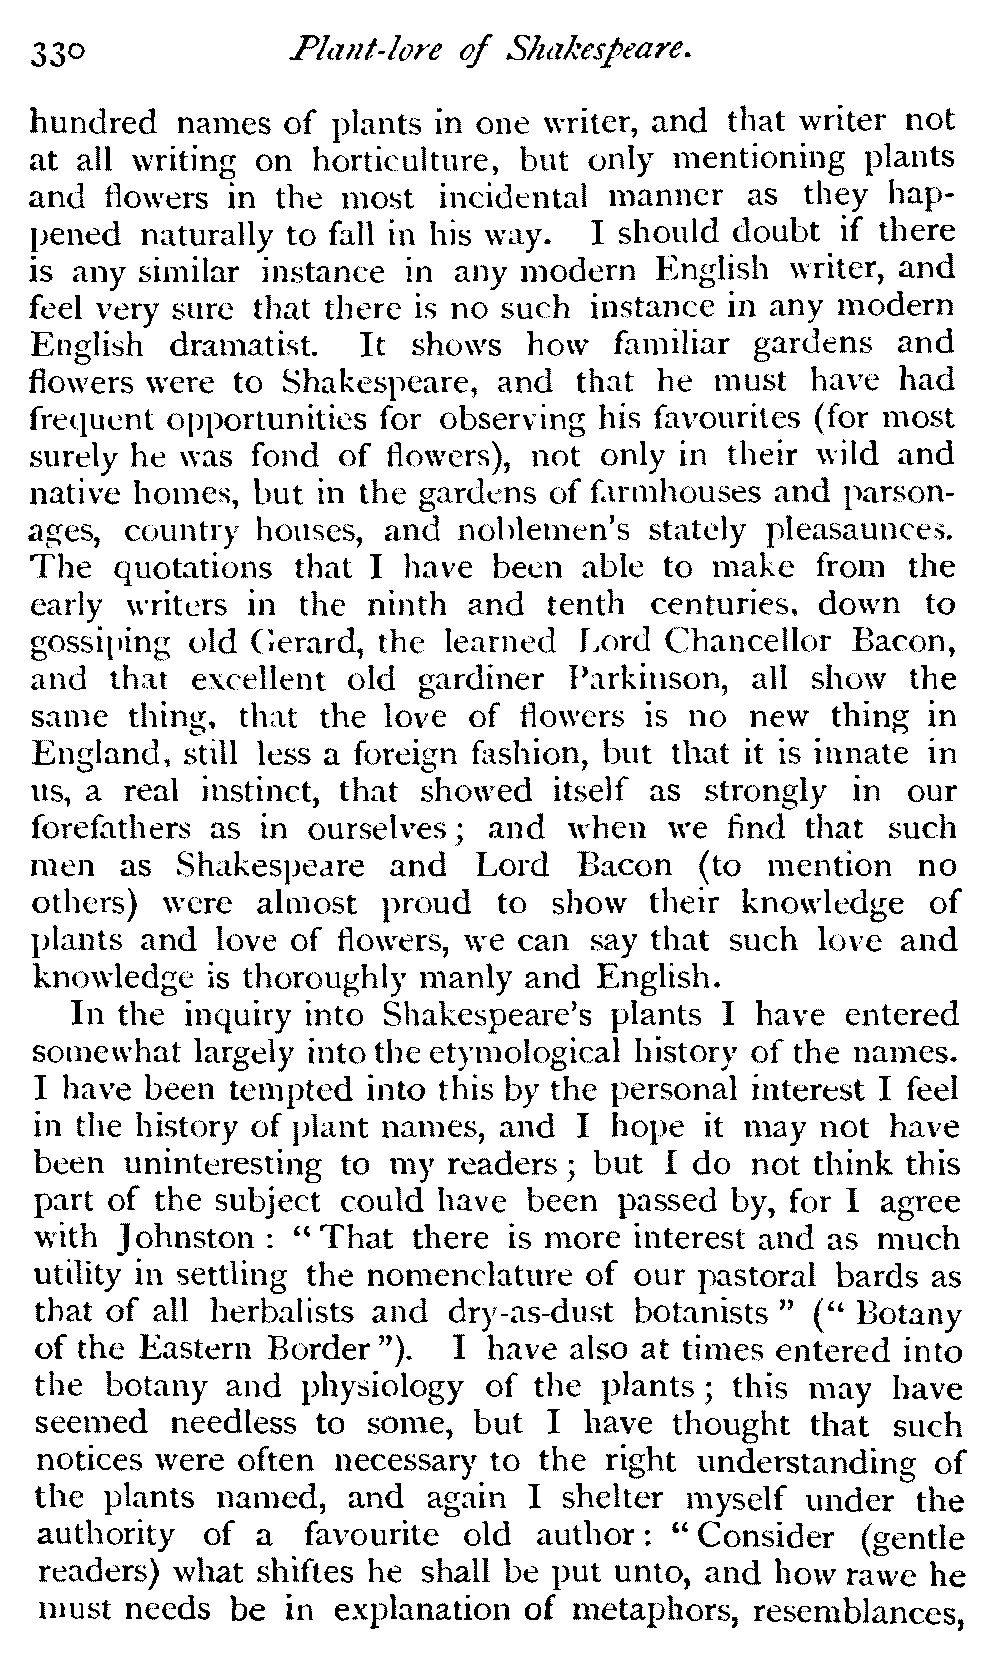 330 Plant-lore of Shakespeare.
hundred names of plants in one writer, and that writer not
at all writing on horticulture, but only mentioning plants
and flowers in the most incidental manner as they hap-
pened naturally to fall in his way. I should doubt if there
is any similar instance in any modern English writer, and
feel very sure that there is no such instance in any modern
English dramatist. It shows how familiar gardens and
flowers were to Shakespeare, and that he must have had
frequent opportunities for observing his favourites (for most
surely he was fond of flowers), not only in their wild and
native homes, but in the gardens of farmhouses and parson-
ages, country houses, and noblemen's stately pleasaunces.
The quotations that I have been able to make from the
early writers in the ninth and tenth centuries, down to
gossiping old Gerard, the learned Lord Chancellor Bacon,
and that excellent old gardiner Parkinson, all show the
same thing, that the love of flowers is no new thing in
England, still less a foreign fashion, but that it is innate in
us, a real instinct, that showed itself as strongly in our
forefathers as in ourselves; and when we find that such
men as Shakespeare and Lord Bacon (to mention no
others) were almost proud to show their knowledge of
plants and love of flowers, we can say that such love and
knowledge is thoroughly manly and English.
In the inquiry into Shakespeare's plants I have entered
somewhat largely into the etymological history of the names.
I have been tempted into this by the personal interest I feel
in the history of plant names, and I hope it may not have
been uninteresting to my readers; but I do not think this
part of the subject could have been passed by, for I agree
with Johnston: "That there is more interest and as much
utility in settling the nomenclature of our pastoral bards as
that of all herbalists and dry-as-dust botanists" ("Botany
of the Eastern Border"). I have also at times entered into
the botany and physiology of the plants; this may have
seemed needless to some, but I have thought that such
notices were often necessary to the right understanding of
the plants named, and again I shelter myself under the
authority of a favourite old author: "Consider (gentle
readers) what shiftes he shall be put unto, and how rawe he
must needs be in explanation of metaphors, resemblances,